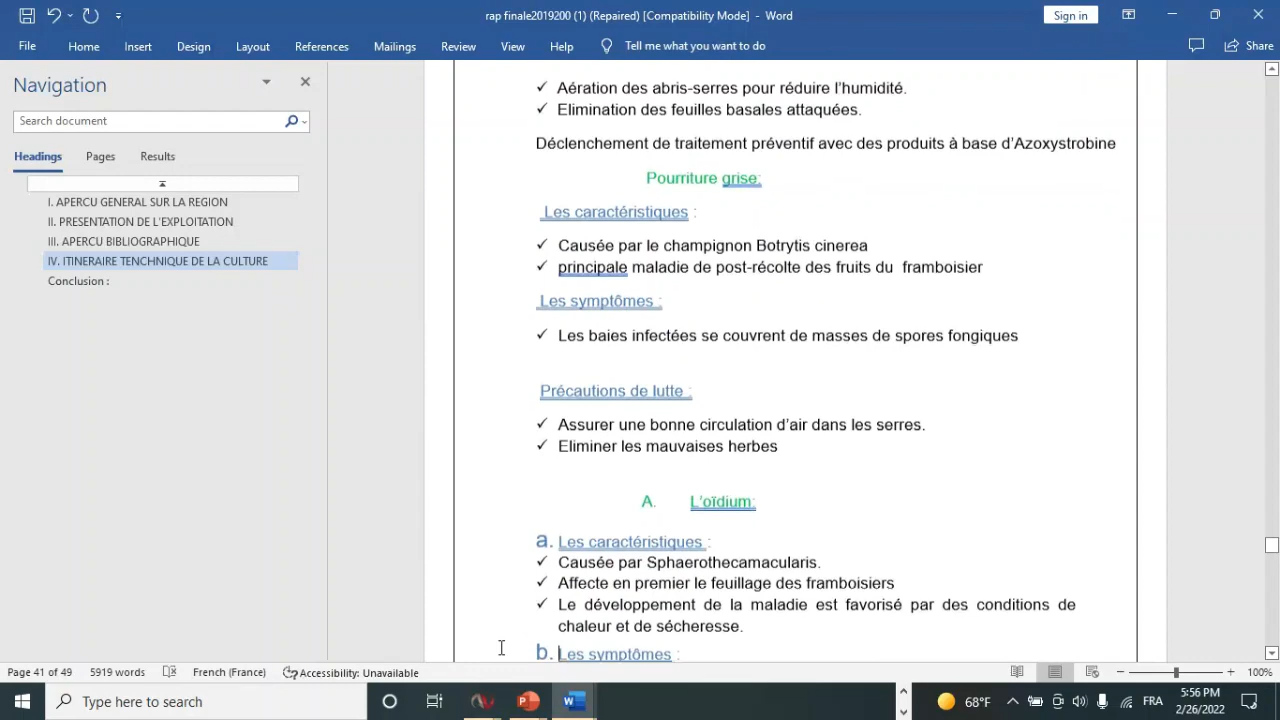 rap finale2019200 (1) (Repaired) [Compatibility Mode] - Word
Sign in
File Home Insert Design Layout References Mailings Review View Help Tell me what you want to do Share
Navigation
Search document
Headings Pages Results
I. APERCU GENERAL SUR LA REGION
II. PRESENTATION DE L'EXPLOITATION
III. APERCU BIBLIOGRAPHIQUE
IV. ITINERAIRE TENCHNIQUE DE LA CULTURE
Conclusion :
✓ Aération des abris-serres pour réduire l'humidité.
✓ Elimination des feuilles basales attaquées.
Déclenchement de traitement préventif avec des produits à base d'Azoxystrobine
Pourriture grise:
Les caractéristiques :
✓ Causée par le champignon Botrytis cinerea
✓ principale maladie de post-récolte des fruits du framboisier
Les symptômes :
✓ Les baies infectées se couvrent de masses de spores fongiques
Précautions de lutte :
✓ Assurer une bonne circulation d'air dans les serres.
✓ Eliminer les mauvaises herbes
A. L'oïdium:
a. Les caractéristiques :
✓ Causée par Sphaerothecamacularis.
✓ Affecte en premier le feuillage des framboisiers
✓ Le développement de la maladie est favorisé par des conditions de
chaleur et de sécheresse.
b. Les symptômes :
Page 41 of 49 5919 words French (France) Accessibility: Unavailable 100%
Type here to search
68°F FRA
5:56 PM
2/26/2022